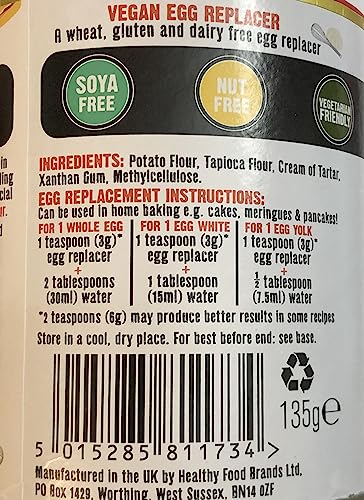 VEGAN EGG REPLACER
A wheat, gluten and dairy free egg replacer
SOYA FREE
NUT FREE
VEGETARIAN FRIENDLY
INGREDIENTS: Potato Flour, Tapioca Flour, Cream of Tartar,
Xanthan Gum, Methylcellulose.
EGG REPLACEMENT INSTRUCTIONS:
Can be used in home baking e.g. cakes, meringues & pancakes!
FOR 1 WHOLE EGG
1 teaspoon (3g)*
egg replacer
+
2 tablespoons
(30ml) water
FOR 1 EGG WHITE
1 teaspoon (3g)*
egg replacer
+
1 tablespoon
(15ml) water
FOR 1 EGG YOLK
1 teaspoon (3g)*
egg replacer
+
½ tablespoon
(7.5ml) water
*2 teaspoons (6g) may produce better results in some recipes
Store in a cool, dry place. For best before end: see base.
135g e
5 015285 811734 >
Manufactured in the UK by Healthy Food Brands Ltd.
PO Box 1429, Worthing, West Sussex, BN14 0ZF